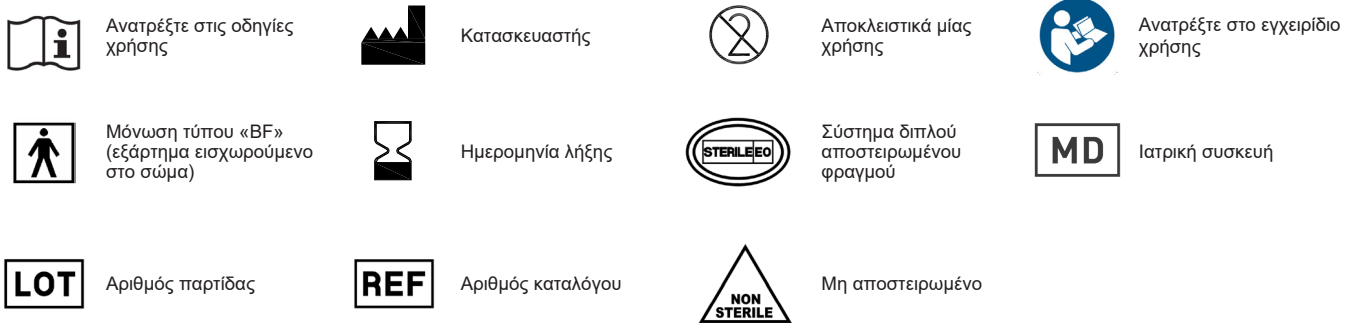 Ανατρέξτε στις οδηγίες
χρήσης
Κατασκευαστής
2
Αποκλειστικά μίας
χρήσης
Ανατρέξτε στο εγχειρίδιο
χρήσης
Μόνωση τύπου «BF»
(εξάρτημα εισχωρούμενο
στο σώμα)
Ημερομηνία λήξης
STERILE EO
Σύστημα διπλού
αποστειρωμένου
φραγμού
MD
Ιατρική συσκευή
LOT
Αριθμός παρτίδας
REF
Αριθμός καταλόγου
NON
STERILE
Μη αποστειρωμένο